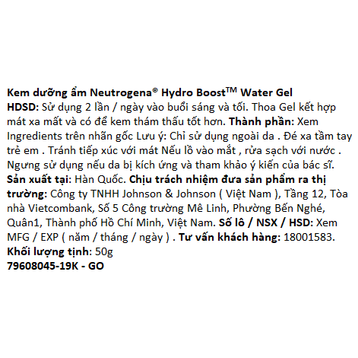 Kem dưỡng ẩm Neutrogena® Hydro Boost™ Water Gel
HDSD: Sử dụng 2 lần / ngày vào buổi sáng và tối. Thoa Gel kết hợp
mát xa mặt và cổ để kem thẩm thấu tốt hơn. Thành phần: Xem
Ingredients trên nhãn gốc Lưu ý: Chỉ sử dụng ngoài da . Để xa tầm tay
trẻ em . Tránh tiếp xúc với mát Nếu lỡ vào mắt , rửa sạch với nước .
Ngưng sử dụng nếu da bị kích ứng và tham khảo ý kiến của bác sĩ.
Sản xuất tại: Hàn Quốc. Chịu trách nhiệm đưa sản phẩm ra thị
trường: Công ty TNHH Johnson & Johnson ( Việt Nam ), Tầng 12, Tòa
nhà Vietcombank, Số 5 Công trường Mê Linh, Phường Bến Nghé,
Quân1, Thành phố Hồ Chí Minh, Việt Nam. Số lô / NSX / HSD: Xem
MFG / EXP ( năm / tháng / ngày ) . Tư vấn khách hàng: 18001583.
Khối lượng tịnh: 50g
79608045-19K - GO